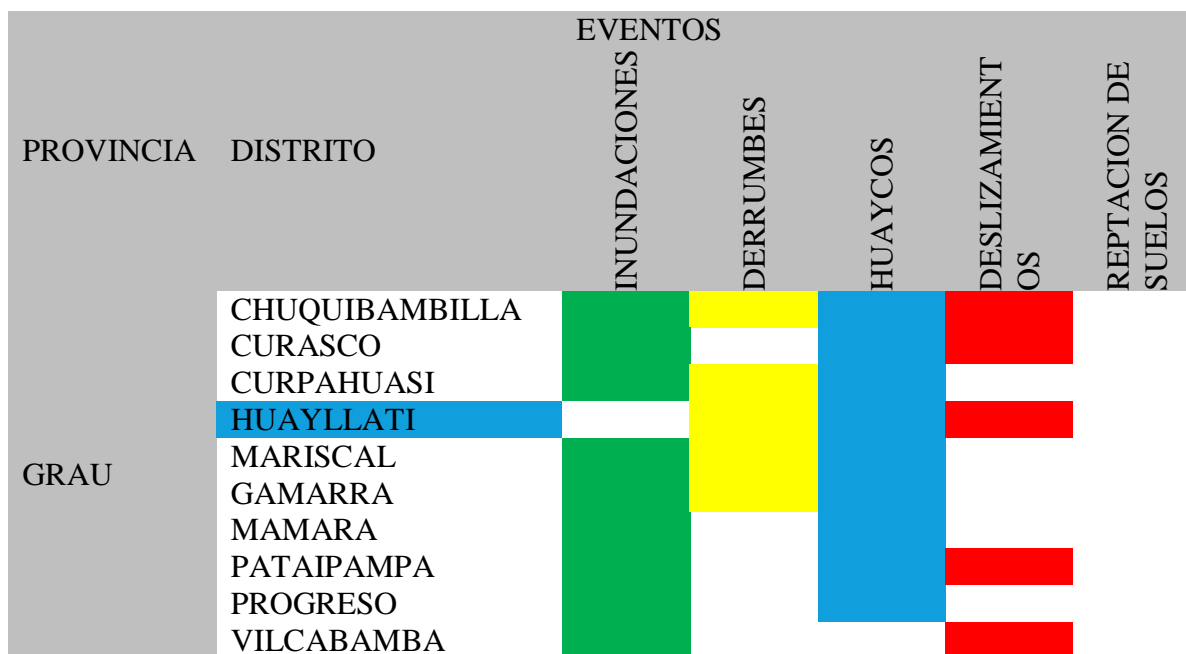 EVENTOS
PROVINCIA DISTRITO
INUNDACIONES
DERRUMBES
HUAYCOS
DESLIZAMIENT
OS
REPTACION DE
SUELOS
GRAU
CHUQUIBAMBILLA
CURASCO
CURPAHUASI
HUAYLLATI
MARISCAL
GAMARRA
MAMARA
PATAIPAMPA
PROGRESO
VILCABAMBA